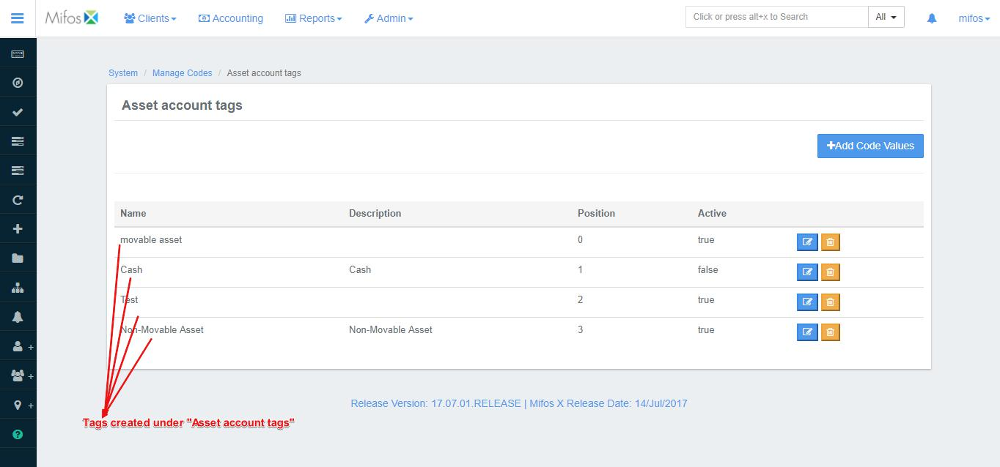 Mifos Clients Accounting Reports Admin Click or press alt+x to Search All mifos
System / Manage Codes / Asset account tags
Asset account tags
+Add Code Values
Name Description Position Active
movable asset 0 true
Cash Cash 1 false
Test 2 true
Non-Movable Asset Non-Movable Asset 3 true
Release Version: 17.07.01.RELEASE | Mifos X Release Date: 14/Jul/2017
Tags created under "Asset account tags"